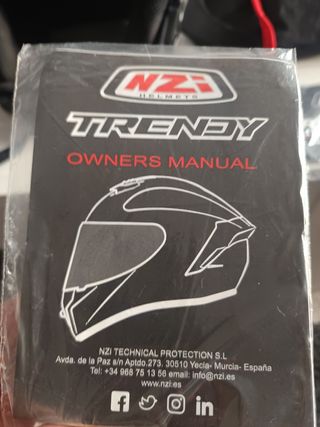 NZi
HELMETS
TRENDY
OWNERS MANUAL
NZI TECHNICAL PROTECTION S.L
Avda. de la Paz s/n Aptdo.273. 30510 Yecla- Murcia- España
Tel: +34 968 75 13 56 email: info@nzi.es
www.nzi.es